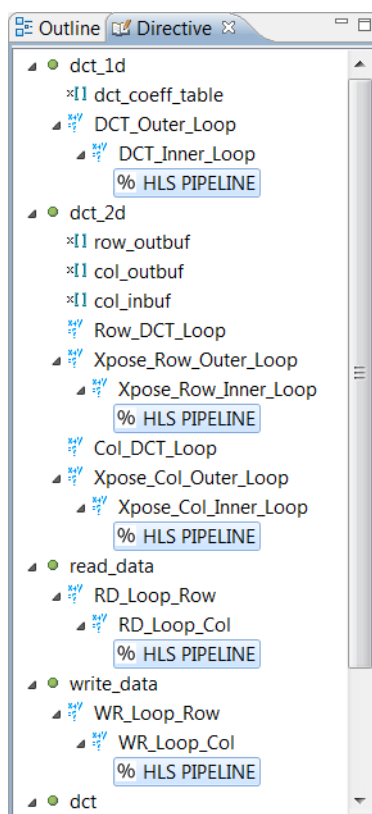 Outline Directive
dct_1d
×[] dct_coeff_table
DCT_Outer_Loop
DCT_Inner_Loop
% HLS PIPELINE
dct_2d
×[] row_outbuf
×[] col_outbuf
×[] col_inbuf
Row_DCT_Loop
Xpose_Row_Outer_Loop
Xpose_Row_Inner_Loop
% HLS PIPELINE
Col_DCT_Loop
Xpose_Col_Outer_Loop
Xpose_Col_Inner_Loop
% HLS PIPELINE
read_data
RD_Loop_Row
RD_Loop_Col
% HLS PIPELINE
write_data
WR_Loop_Row
WR_Loop_Col
% HLS PIPELINE
dct